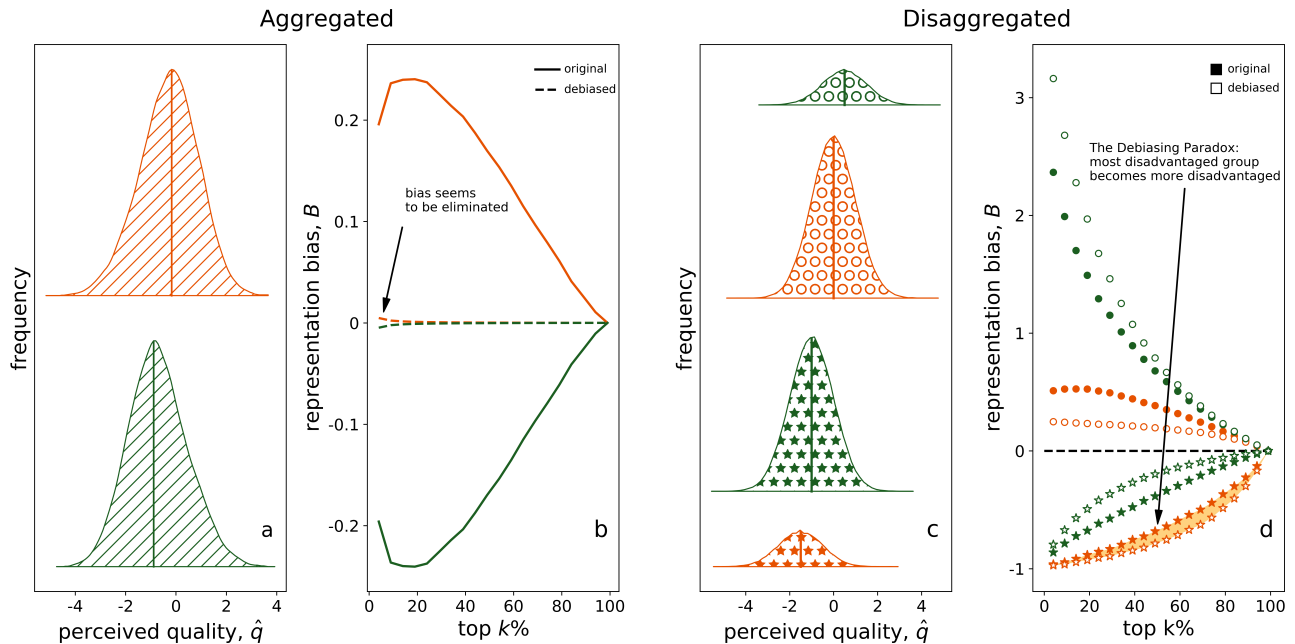 Aggregated
Disaggregated
frequency
a
-4
-2
0
2
4
perceived quality, q̂
representation bias, B
0.2
0.1
0
-0.1
-0.2
original
debiased
bias seems
to be eliminated
b
0
20
40
60
80
100
top k%
frequency
c
-4
-2
0
2
4
perceived quality, q̂
representation bias, B
3
2
1
0
-1
original
debiased
The Debiasing Paradox:
most disadvantaged group
becomes more disadvantaged
d
0
20
40
60
80
100
top k%